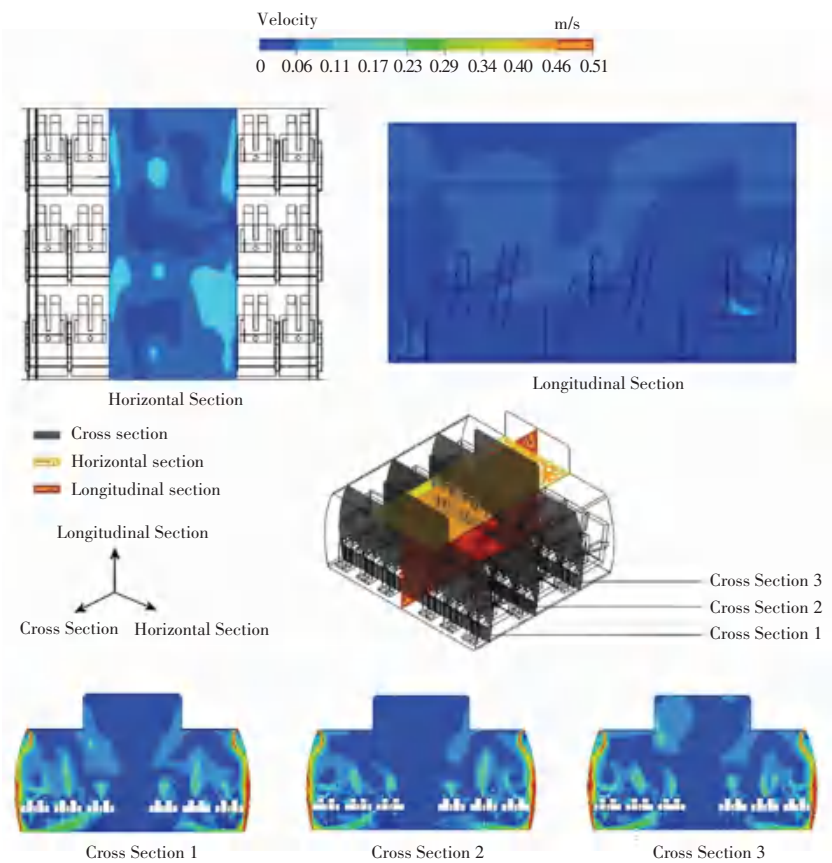 Velocity m/s
0 0.06 0.11 0.17 0.23 0.29 0.34 0.40 0.46 0.51
Horizontal Section
Longitudinal Section
Cross section
Horizontal section
Longitudinal section
Longitudinal Section
Cross Section Horizontal Section
Cross Section 3
Cross Section 2
Cross Section 1
Cross Section 1 Cross Section 2 Cross Section 3